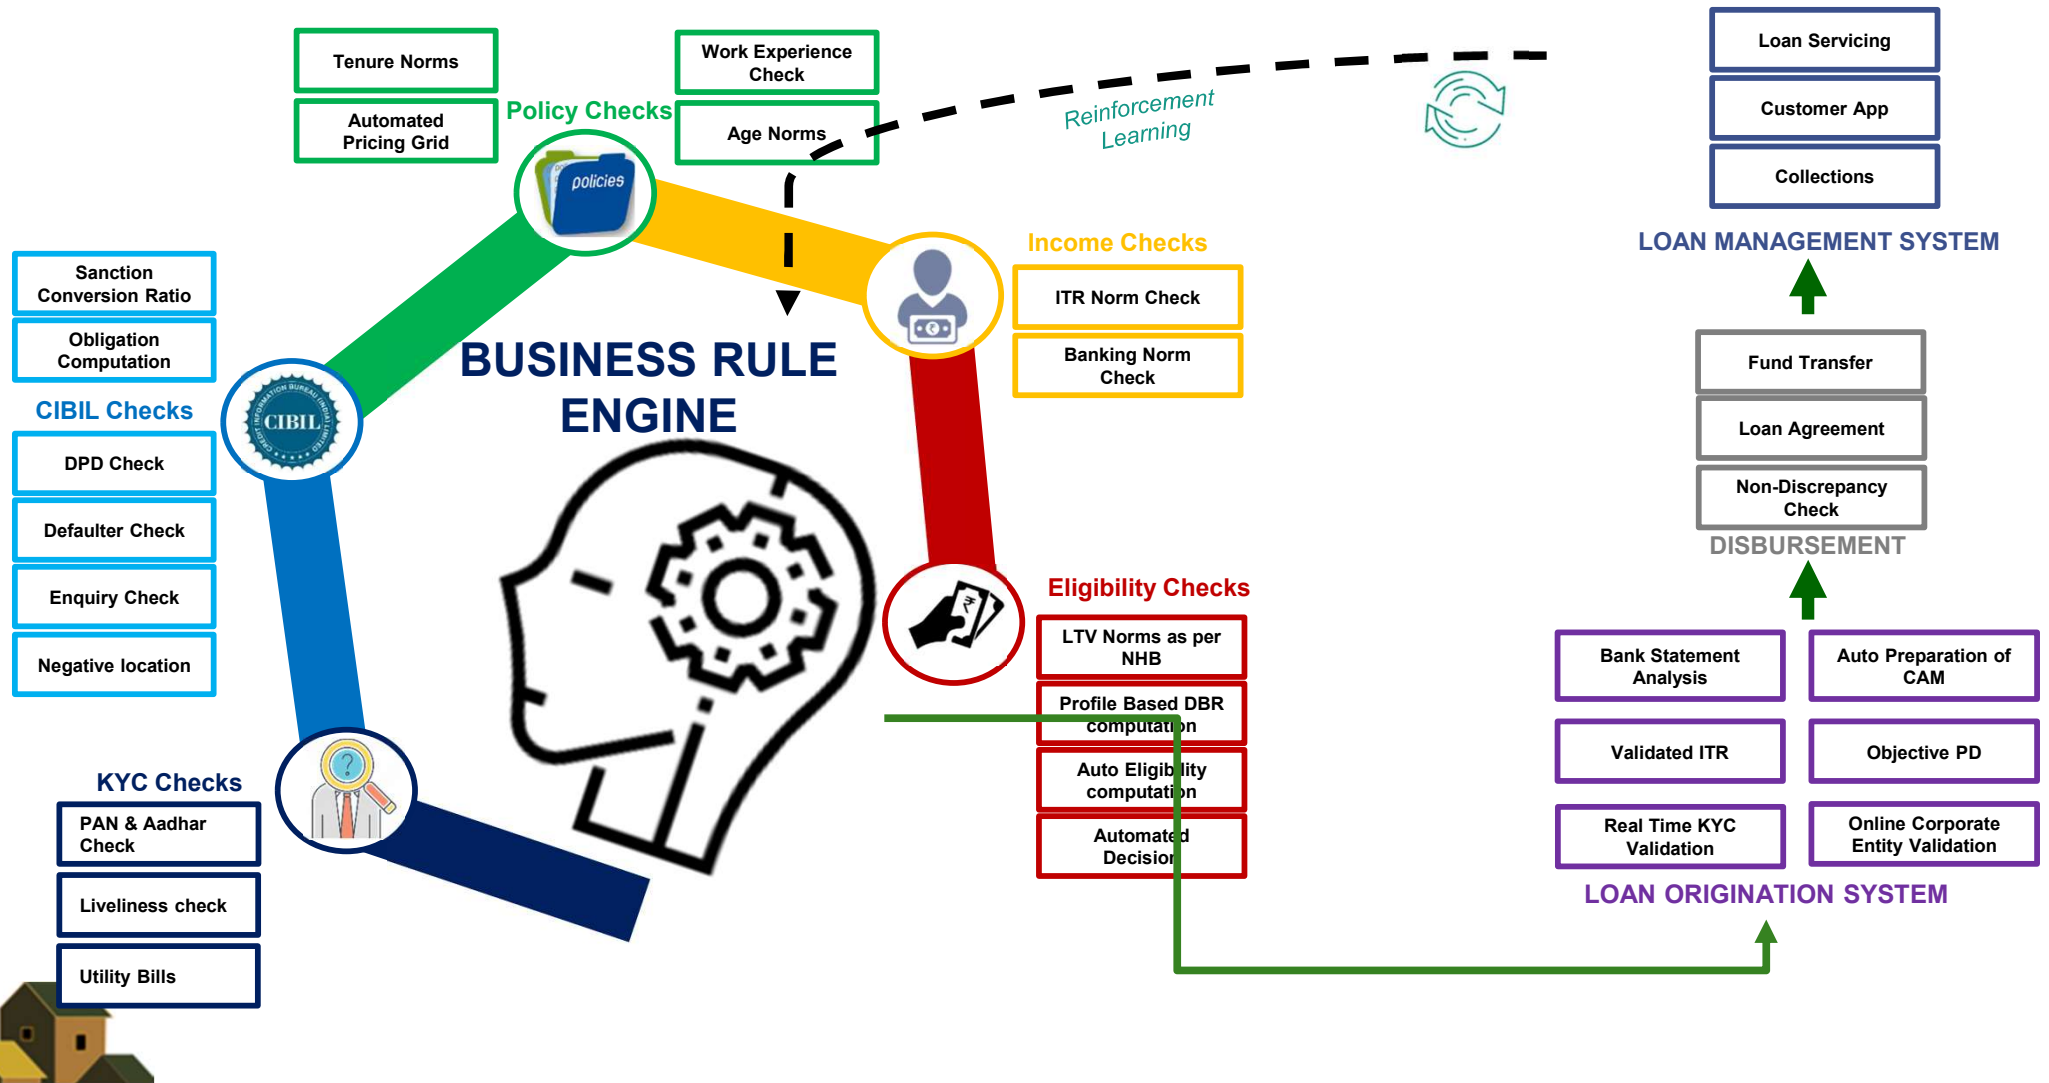 Tenure Norms
Automated
Pricing Grid
Policy Checks
Work Experience
Check
Age Norms
policies
Reinforcement
Learning
Sanction
Conversion Ratio
Obligation
Computation
CIBIL Checks
DPD Check
Defaulter Check
Enquiry Check
Negative location
CREDIT INFORMATION BUREAU (INDIA) LIMITED
CIBIL
BUSINESS RULE
ENGINE
Income Checks
ITR Norm Check
Banking Norm
Check
Eligibility Checks
LTV Norms as per
NHB
Profile Based DBR
computation
Auto Eligibility
computation
Automated
Decision
KYC Checks
PAN & Aadhar
Check
Liveliness check
Utility Bills
?
Loan Servicing
Customer App
Collections
LOAN MANAGEMENT SYSTEM
Fund Transfer
Loan Agreement
Non-Discrepancy
Check
DISBURSEMENT
Bank Statement
Analysis
Auto Preparation of
CAM
Validated ITR
Objective PD
Real Time KYC
Validation
Online Corporate
Entity Validation
LOAN ORIGINATION SYSTEM